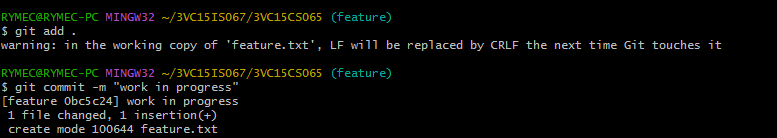 RYMEC@RYMEC-PC MINGW32 ~/3VC15IS067/3VC15CS065 (feature)
$ git add .
warning: in the working copy of 'feature.txt', LF will be replaced by CRLF the next time Git touches it
RYMEC@RYMEC-PC MINGW32 ~/3VC15IS067/3VC15CS065 (feature)
$ git commit -m "work in progress"
[feature 0bc5c24] work in progress
 1 file changed, 1 insertion(+)
 create mode 100644 feature.txt